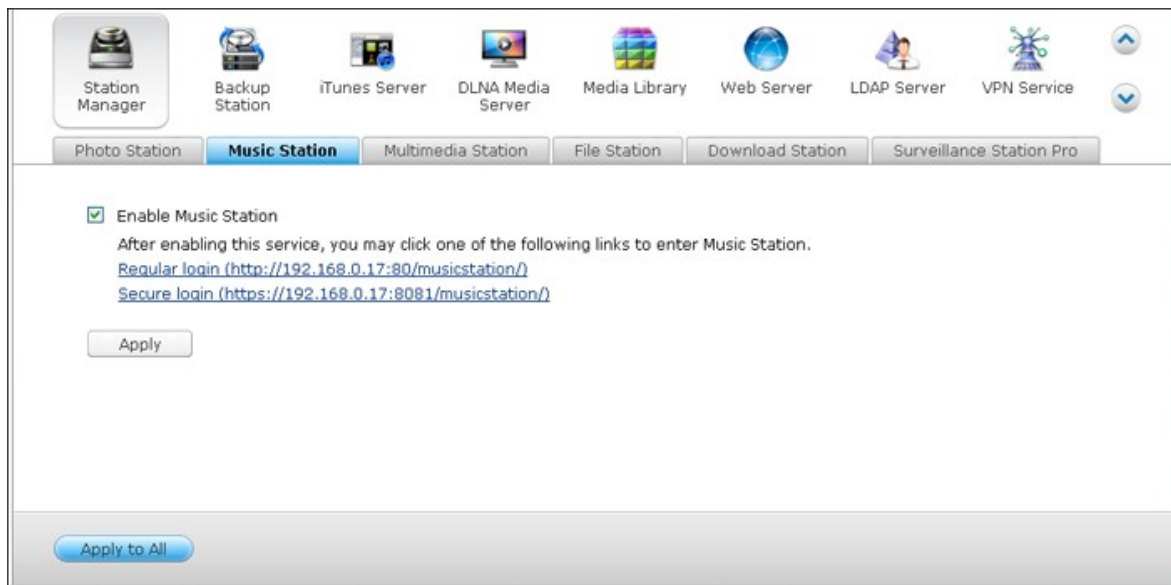 Station Manager
Backup Station
iTunes Server
DLNA Media Server
Media Library
Web Server
LDAP Server
VPN Service
Photo Station
Music Station
Multimedia Station
File Station
Download Station
Surveillance Station Pro
Enable Music Station
After enabling this service, you may click one of the following links to enter Music Station.
Regular login (http://192.168.0.17:80/musicstation/)
Secure login (https://192.168.0.17:8081/musicstation/)
Apply
Apply to All